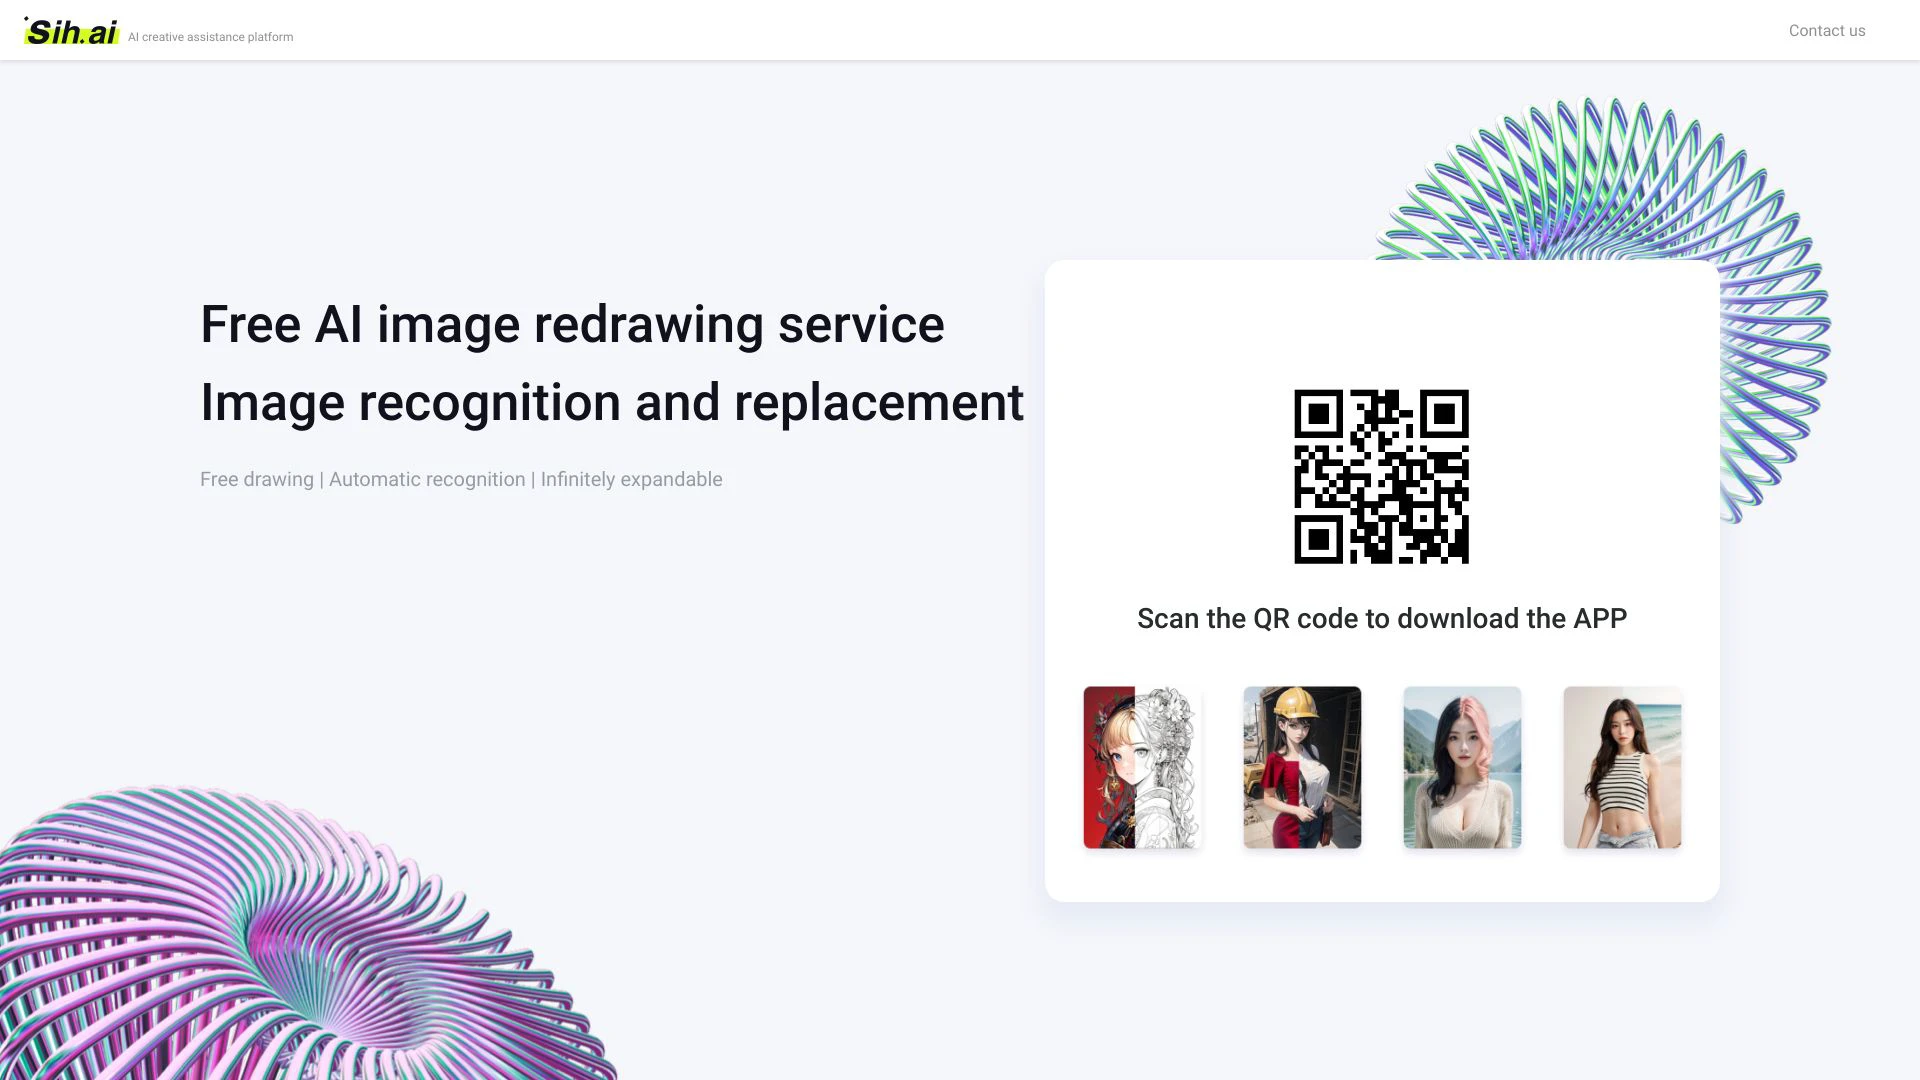 Sih.ai AI creative assistance platform
Contact us
Free AI image redrawing service
Image recognition and replacement
Free drawing | Automatic recognition | Infinitely expandable
Scan the QR code to download the APP